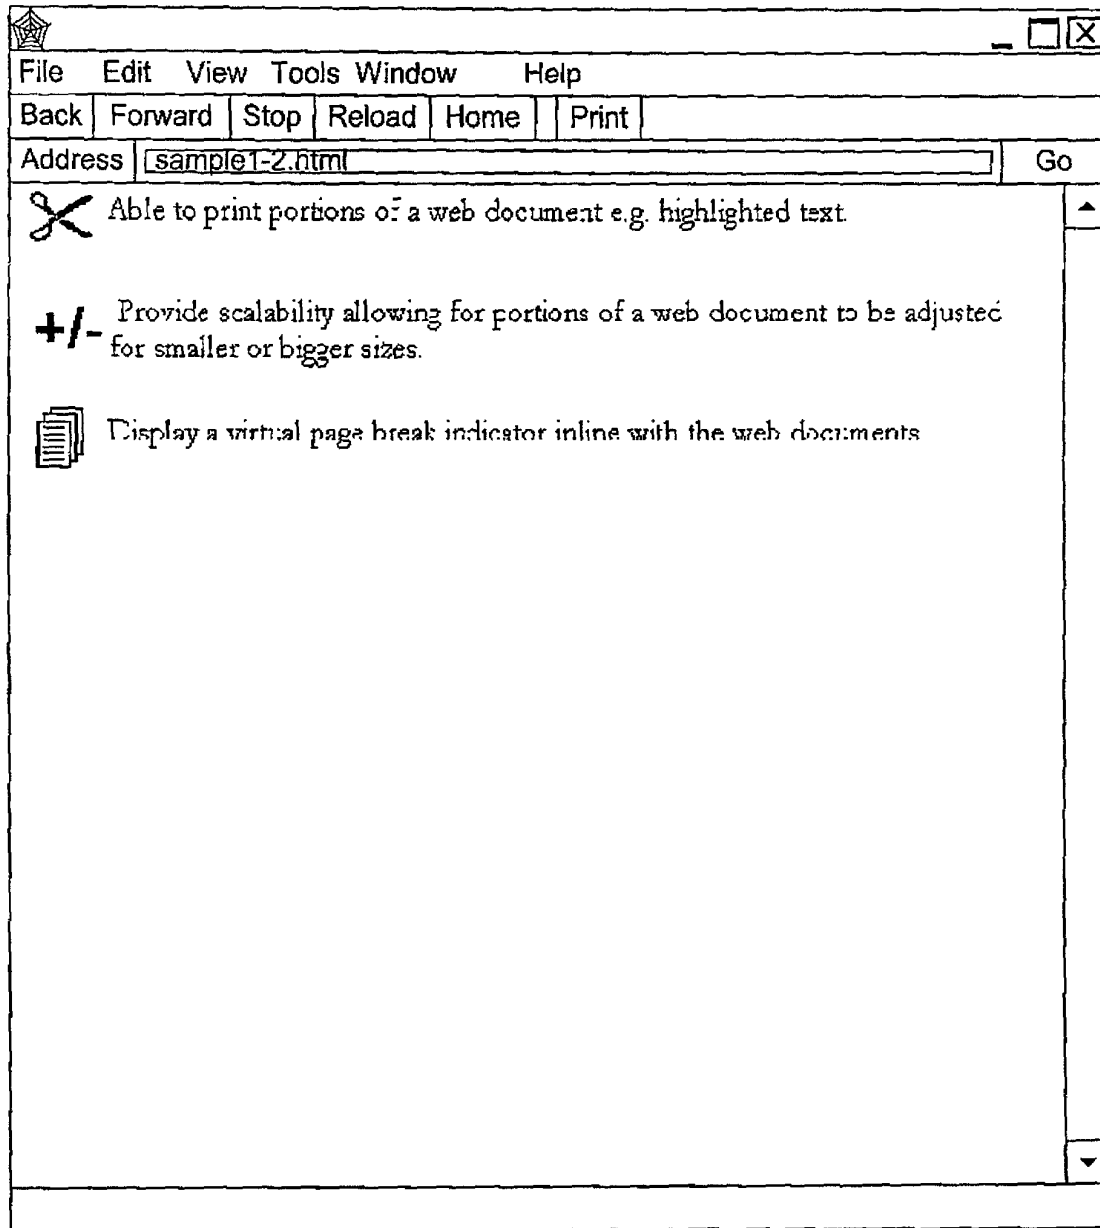 File Edit View Tools Window Help
Back Forward Stop Reload Home Print
Address sample1-2.html Go
Able to print portions of a web document e.g. highlighted text.
+/- Provide scalability allowing for portions of a web document to be adjusted
for smaller or bigger sizes.
Display a virtual page break indicator inline with the web documents